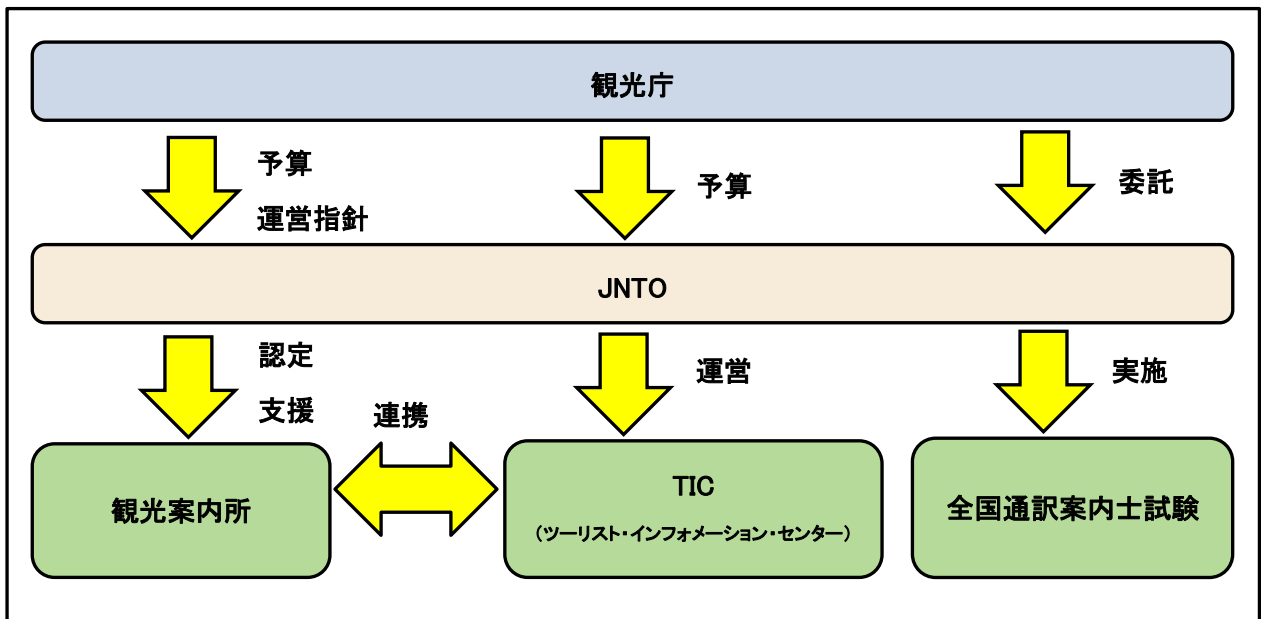 観光庁
予算
運営指針
予算
委託
JNTO
認定
支援
運営
実施
連携
観光案内所
TIC
（ツーリスト・インフォメーション・センター）
全国通訳案内士試験